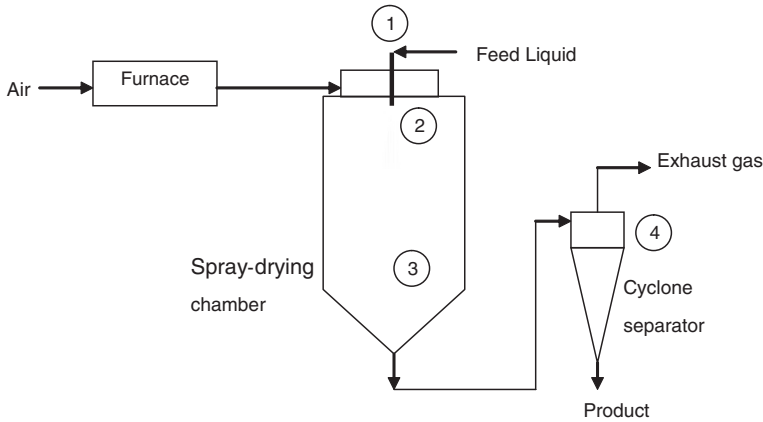 1
Feed Liquid
Furnace
Air
2
Exhaust gas
4
Spray-drying
chamber
3
Cyclone
separator
Product